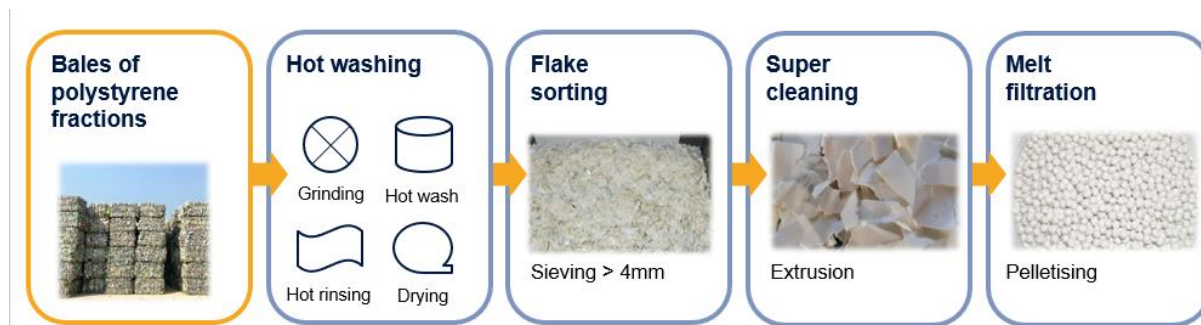 Bales of
polystyrene
fractions
Hot washing
Grinding
Hot wash
Hot rinsing
Drying
Flake
sorting
Sieving > 4mm
Super
cleaning
Extrusion
Melt
filtration
Pelletising